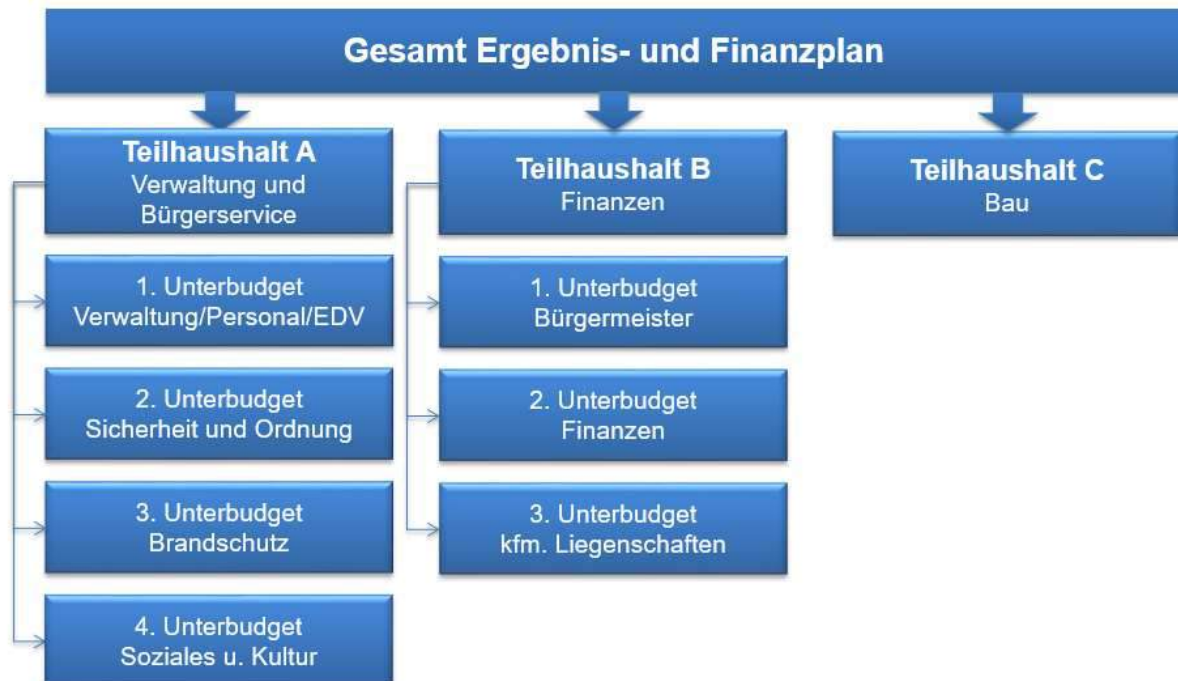 Gesamt Ergebnis- und Finanzplan
Teilhaushalt A
Verwaltung und
Bürgerservice
1. Unterbudget
Verwaltung/Personal/EDV
2. Unterbudget
Sicherheit und Ordnung
3. Unterbudget
Brandschutz
4. Unterbudget
Soziales u. Kultur
Teilhaushalt B
Finanzen
1. Unterbudget
Bürgermeister
2. Unterbudget
Finanzen
3. Unterbudget
kfm. Liegenschaften
Teilhaushalt C
Bau